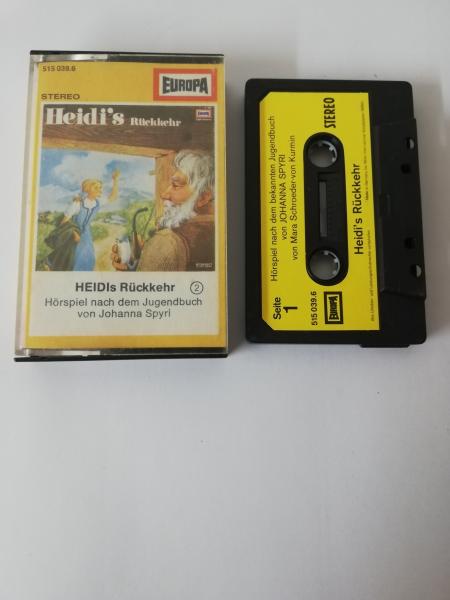 515 039.6
EUROPA
STEREO
Heidi's Rückkehr
HEIDIs Rückkehr 2
Hörspiel nach dem Jugendbuch
von Johanna Spyri
STEREO
Hörspiel nach dem bekannten Jugendbuch
von JOHANNA SPYRI
von Mara Schroeder-von Kurmin
Seite
1
515 039.6
EUROPA
Heidi's Rückkehr